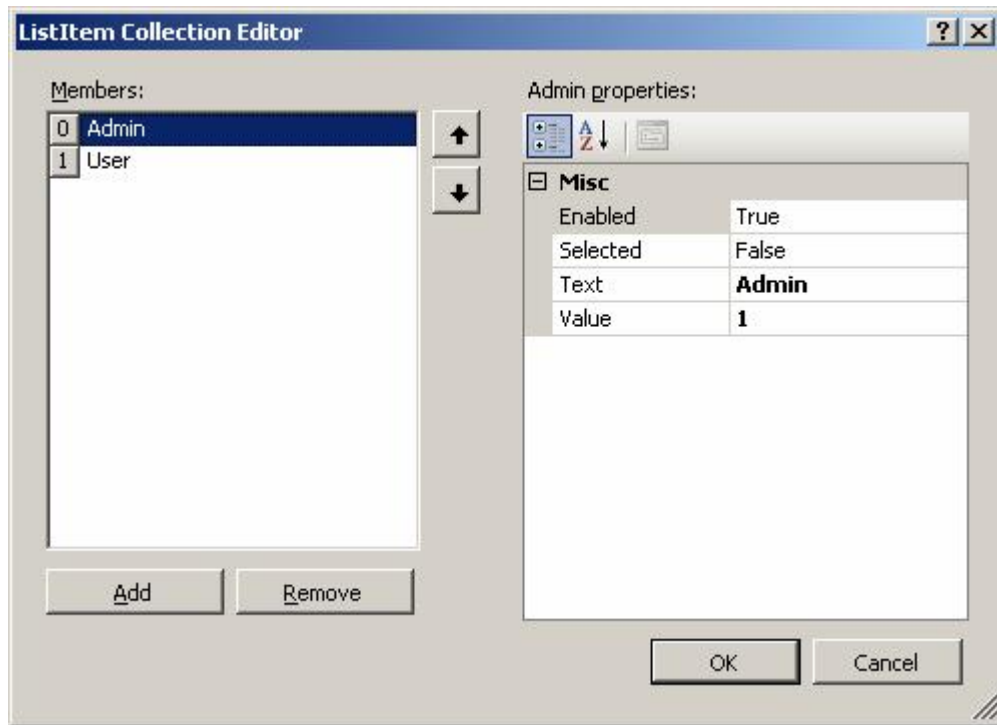 ListItem Collection Editor
Members:
0 Admin
1 User
Add Remove
Admin properties:
Misc
Enabled True
Selected False
Text Admin
Value 1
OK Cancel